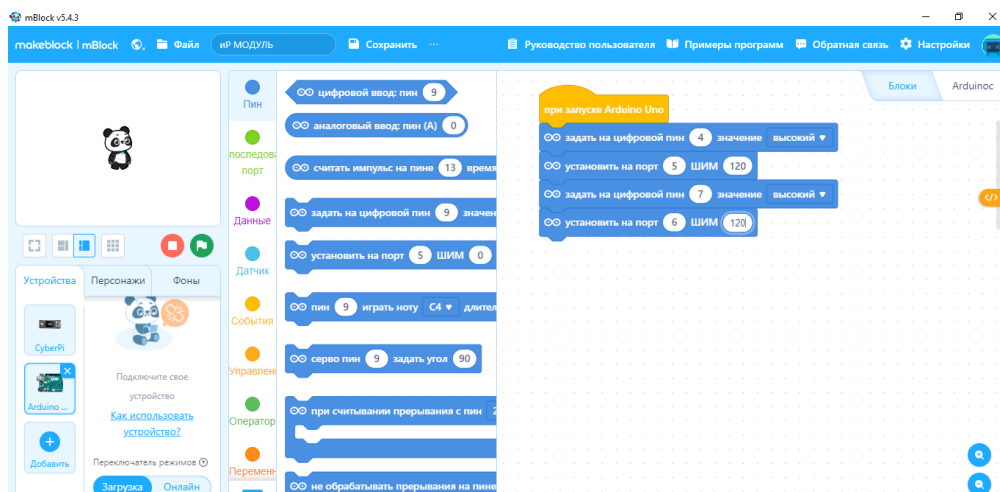 mBlock v5.4.3
makeblock | mBlock Файл иР МОДУЛЬ Сохранить ... Руководство пользователя Примеры программ Обратная связь Настройки
Блоки Arduinoс
Пин
последова
порт
Данные
Датчик
События
Управлен
Оператор
Переменн
цифровой ввод: пин 9
аналоговый ввод: пин (A) 0
считать импульс на пине 13 время
задать на цифровой пин 9 значен
установить на порт 5 ШИМ 0
пин 9 играть ноту C4 длител
серво пин 9 задать угол 90
при считывании прерывания с пин 2
не обрабатывать прерывания на пине
при запуске Arduino Uno
задать на цифровой пин 4 значение высокий
установить на порт 5 ШИМ 120
задать на цифровой пин 7 значение высокий
установить на порт 6 ШИМ 120
Устройства Персонажи Фоны
CyberPi
Arduino ...
Добавить
Подключите свое
устройство
Как использовать
устройство?
Переключатель режимов ?
Загрузка Онлайн